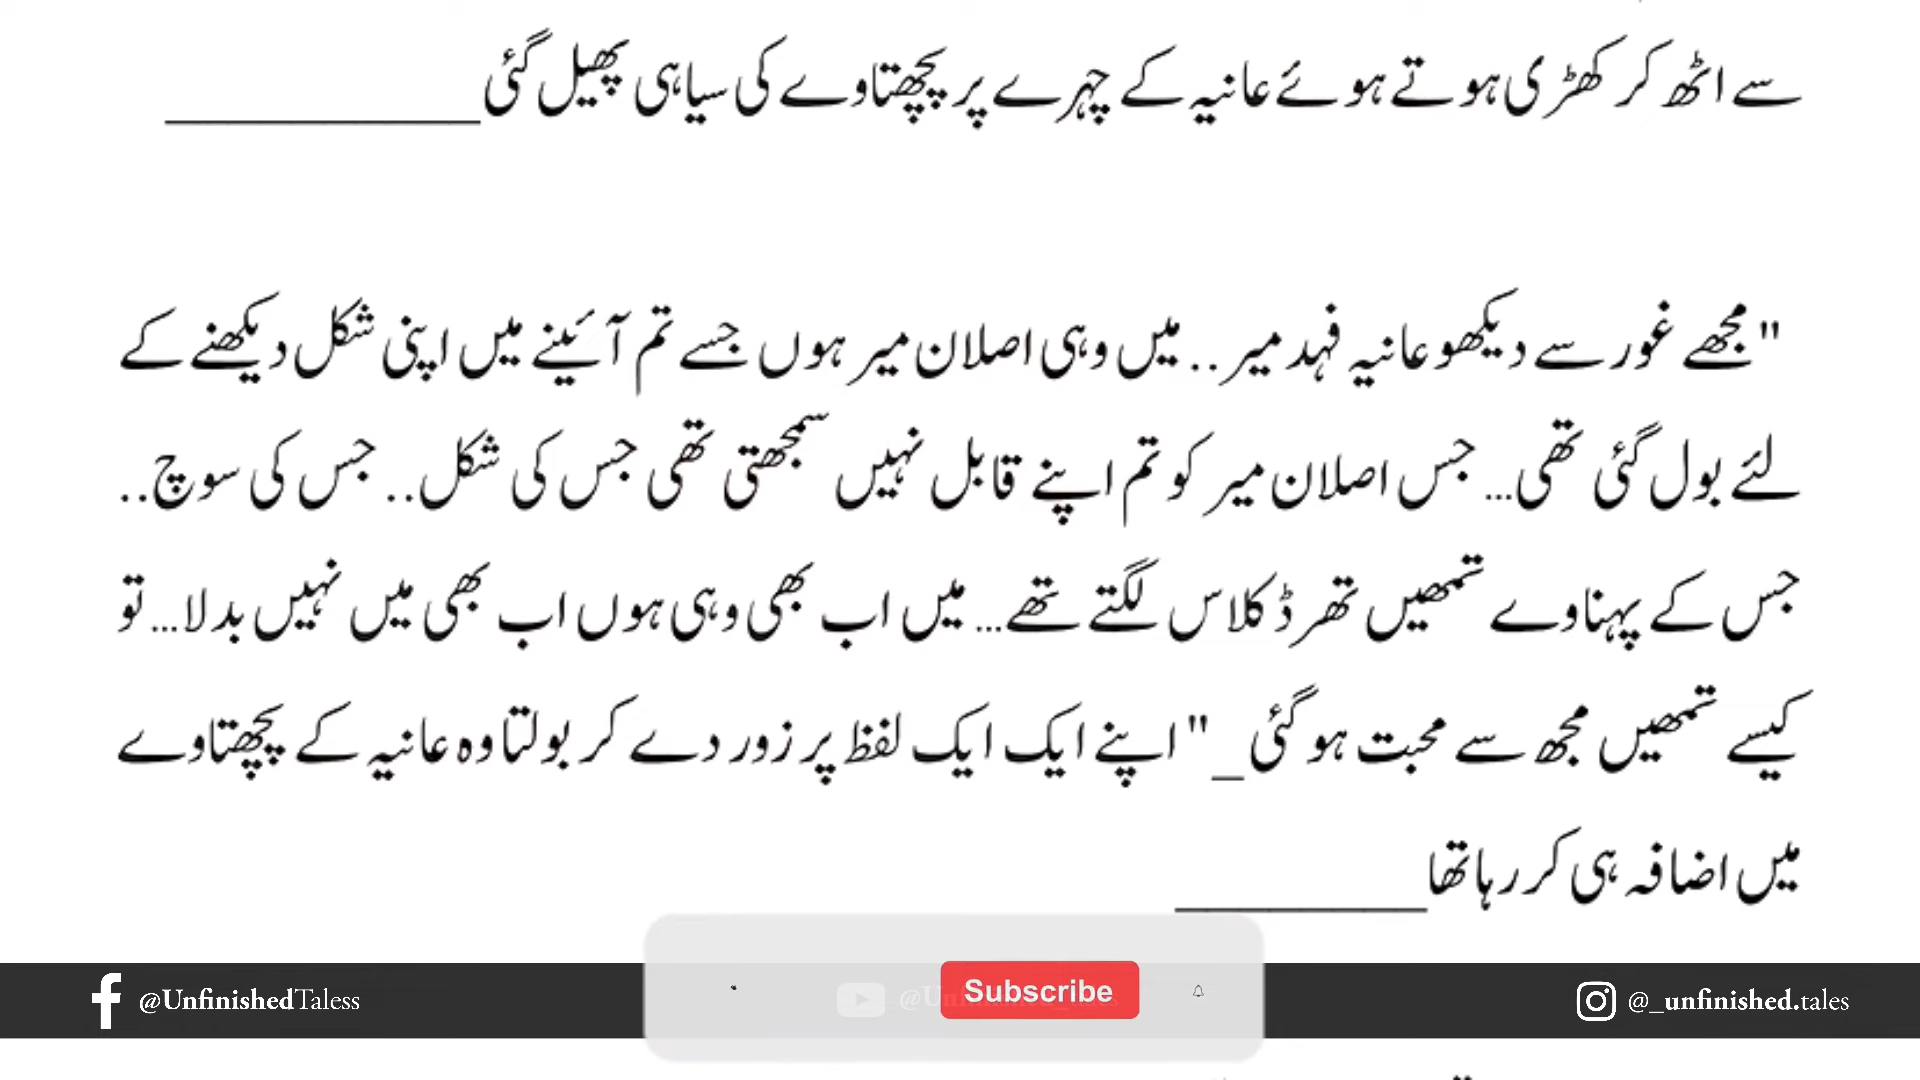 سے اٹھ کر کھڑی ہوتے ہوئے عانیہ کے چہرے پر پچھتاوے کی سیاہی پھیل گئی__________
"مجھے غور سے دیکھو عانیہ فہد میر.. میں وہی اصلان میر ہوں جسے تم آئینے میں اپنی شکل دیکھنے کے
لئے بول گئی تھی... جس اصلان میر کو تم اپنے قابل نہیں سمجھتی تھی جس کی شکل.. جس کی سوچ..
جس کے پہناوے تمھیں تھرڈ کلاس لگتے تھے... میں اب بھی وہی ہوں اب بھی میں نہیں بدلا... تو
کیسے تمھیں مجھ سے محبت ہو گئی_" اپنے ایک ایک لفظ پر زور دے کر بولتا وہ عانیہ کے پچھتاوے
میں اضافہ ہی کر رہا تھا________
@UnfinishedTaless
Subscribe
@_unfinished.tales